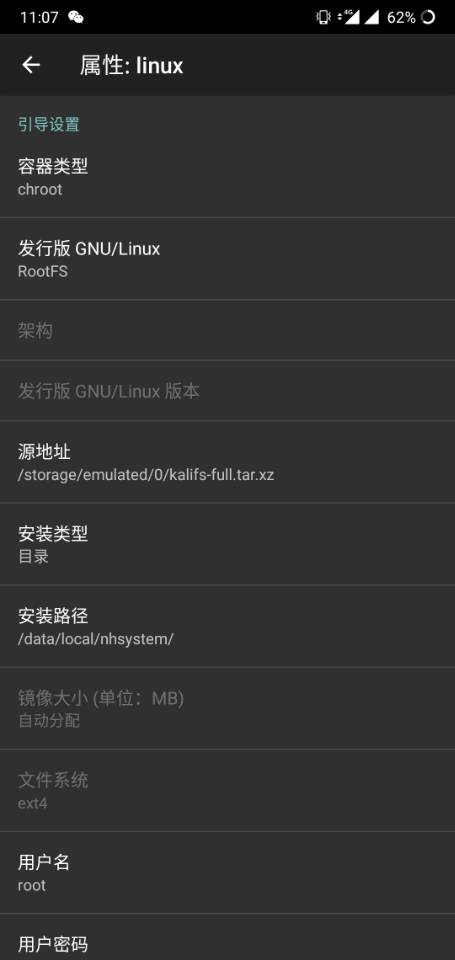 11:07 4G 62%
属性: linux
引导设置
容器类型
chroot
发行版 GNU/Linux
RootFS
架构
发行版 GNU/Linux 版本
源地址
/storage/emulated/0/kalifs-full.tar.xz
安装类型
目录
安装路径
/data/local/nhsystem/
镜像大小 (单位：MB)
自动分配
文件系统
ext4
用户名
root
用户密码